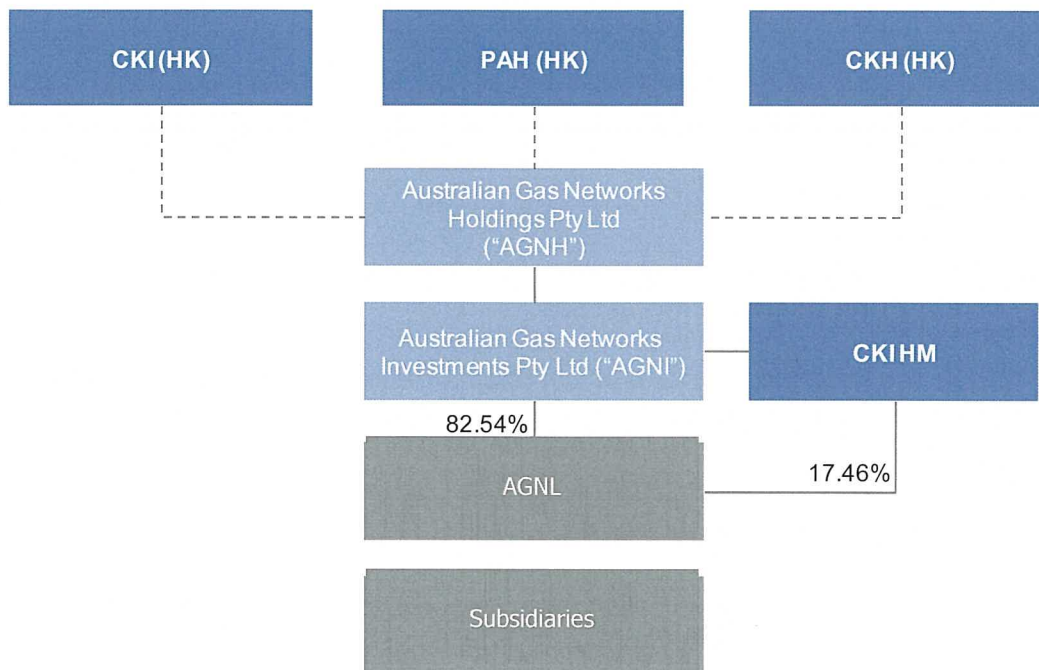 CKI (HK)
PAH (HK)
CKH (HK)
Australian Gas Networks
Holdings Pty Ltd
("AGNH")
Australian Gas Networks
Investments Pty Ltd ("AGNI")
CKIHM
82.54%
17.46%
AGNL
Subsidiaries